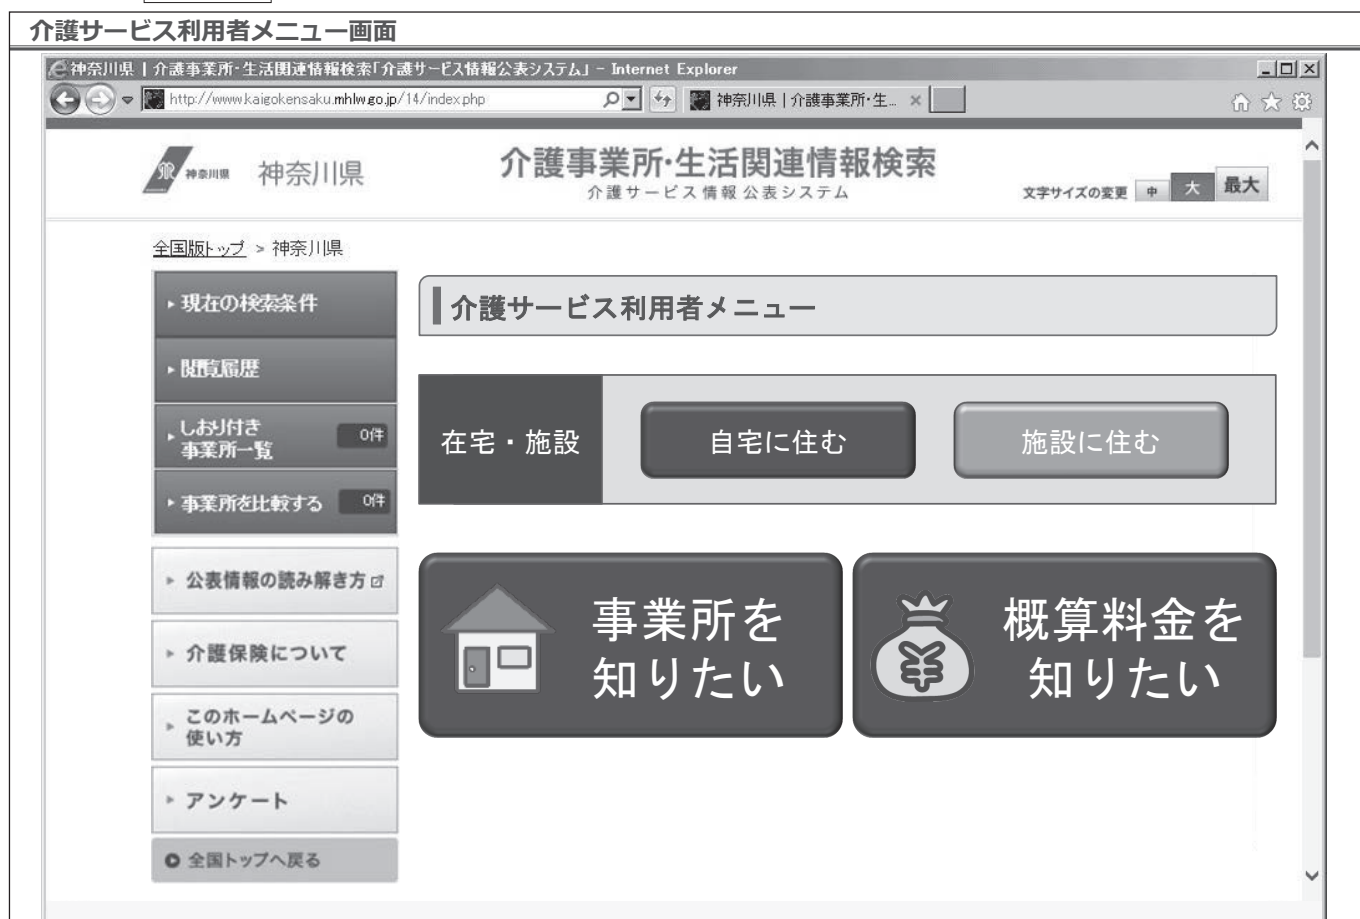 介護サービス利用者メニュー画面
神奈川県 | 介護事業所･生活関連情報検索「介護サービス情報公表システム」 - Internet Explorer
http://www.kaigokensaku.mhlw.go.jp/14/index.php
神奈川県 | 介護事業所･生...
神奈川県 神奈川県
介護事業所･生活関連情報検索
介護サービス情報公表システム
文字サイズの変更 中 大 最大
全国版トップ > 神奈川県
現在の検索条件
閲覧履歴
しおり付き
事業所一覧 0件
事業所を比較する 0件
公表情報の読み解き方
介護保険について
このホームページの
使い方
アンケート
全国トップへ戻る
介護サービス利用者メニュー
在宅・施設 自宅に住む 施設に住む
事業所を
知りたい
概算料金を
知りたい